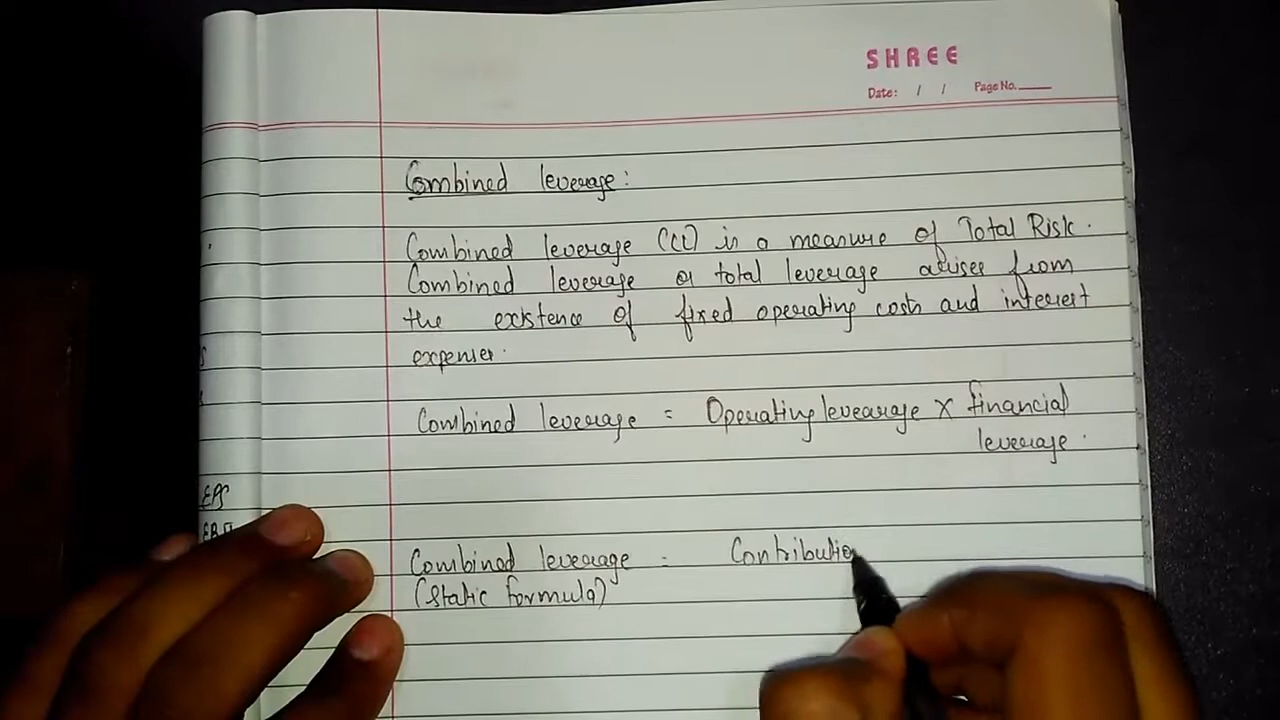 SHREE
Date: / / Page No.
Combined leverage:
Combined leverage (CL) is a measure of Total Risk.
Combined leverage or total leverage arises from
the existence of fixed operating costs and interest
expenses.
Combined leverage = Operating levearage X financial
leverage.
EPS
Combined leverage = Contributio
(Static formula)